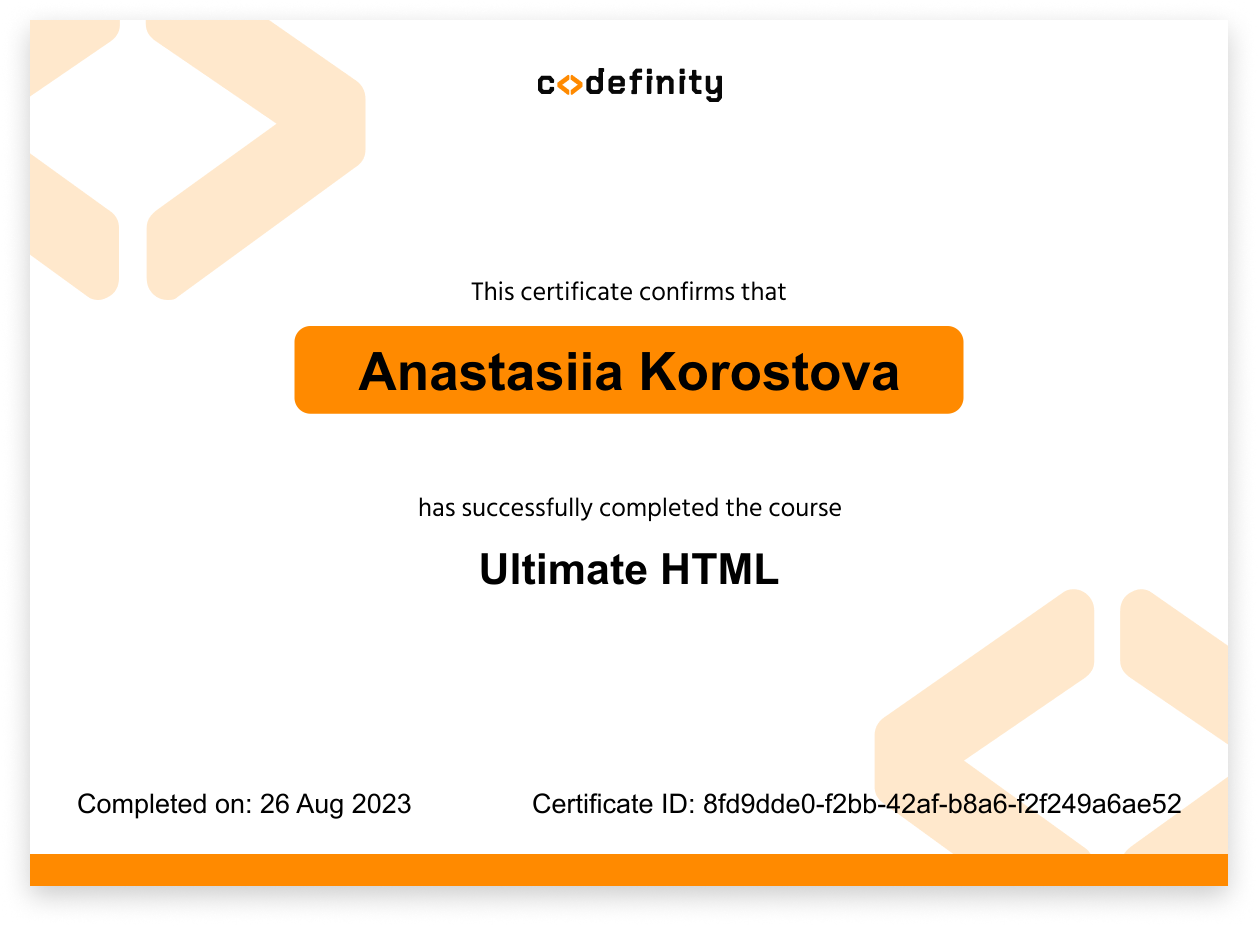 codefinity
This certificate confirms that
Anastasiia Korostova
has successfully completed the course
Ultimate HTML
Completed on: 26 Aug 2023
Certificate ID: 8fd9dde0-f2bb-42af-b8a6-f2f249a6ae52